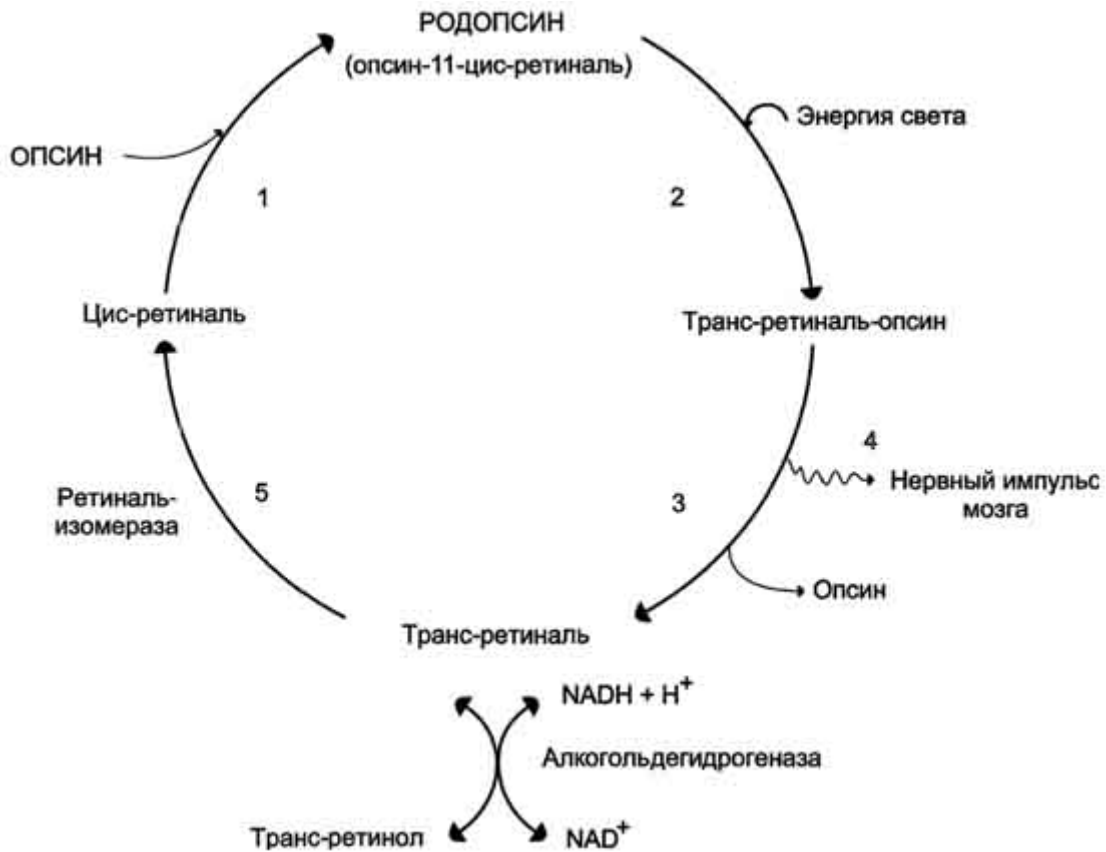 РОДОПСИН
(опсин-11-цис-ретиналь)
Энергия света
ОПСИН
1
2
Цис-ретиналь
Транс-ретиналь-опсин
4
Нервный импульс
мозга
Ретиналь-
изомераза
5
3
Опсин
Транс-ретиналь
NADH + H⁺
Алкогольдегидрогеназа
Транс-ретинол
NAD⁺